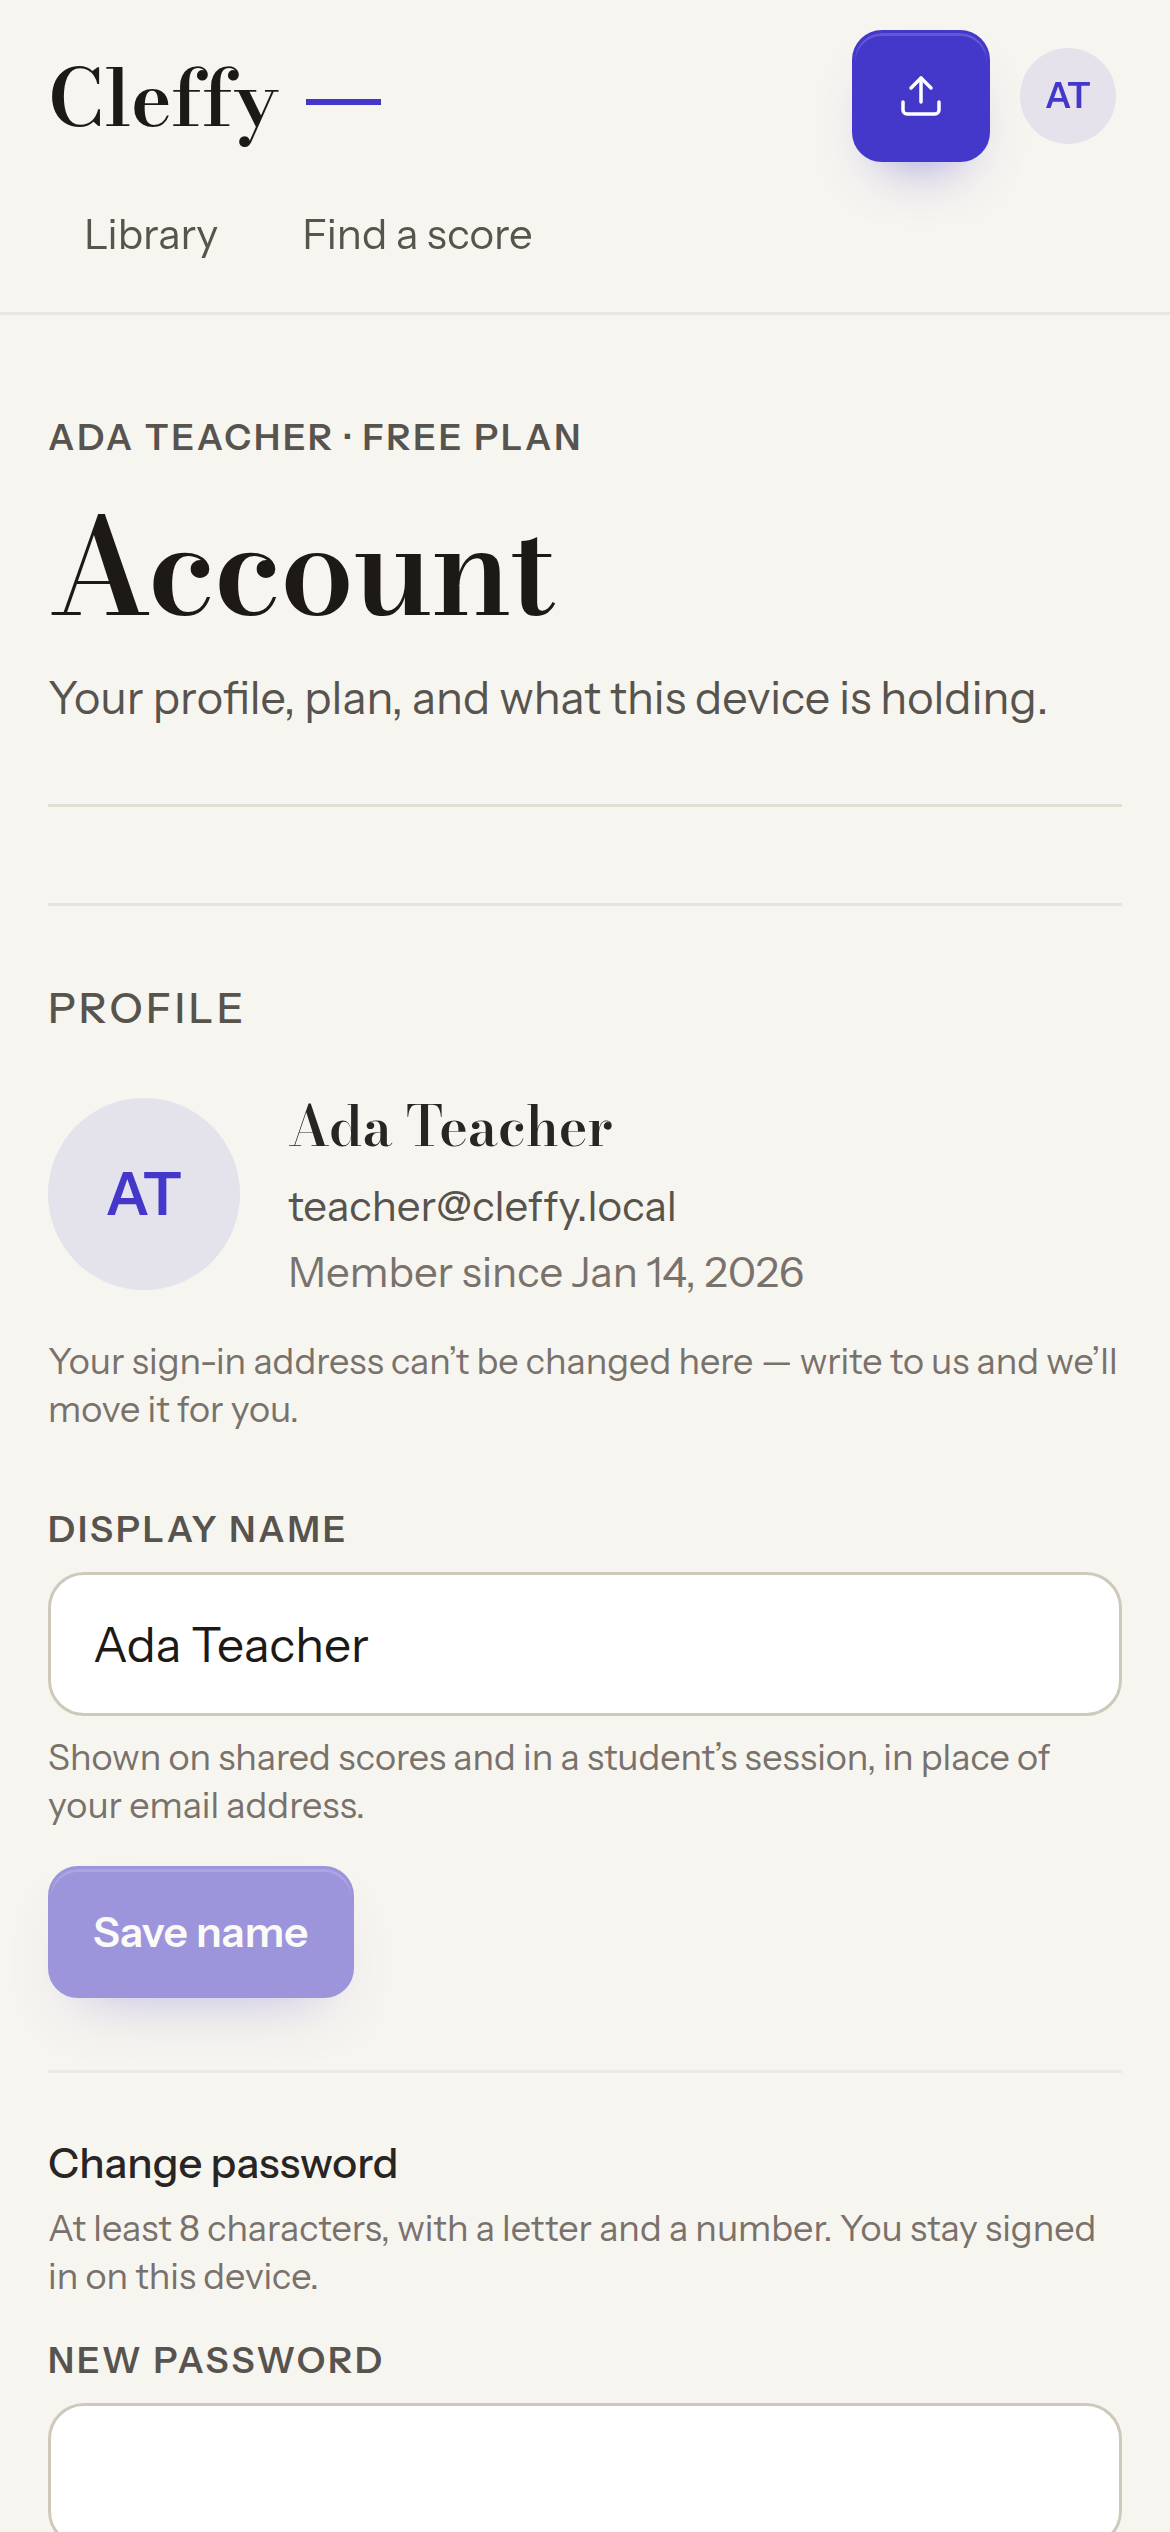 Cleffy
AT
Library
Find a score
ADA TEACHER · FREE PLAN
Account
Your profile, plan, and what this device is holding.
PROFILE
AT
Ada Teacher
teacher@cleffy.local
Member since Jan 14, 2026
Your sign-in address can’t be changed here — write to us and we’ll
move it for you.
DISPLAY NAME
Ada Teacher
Shown on shared scores and in a student’s session, in place of
your email address.
Save name
Change password
At least 8 characters, with a letter and a number. You stay signed
in on this device.
NEW PASSWORD